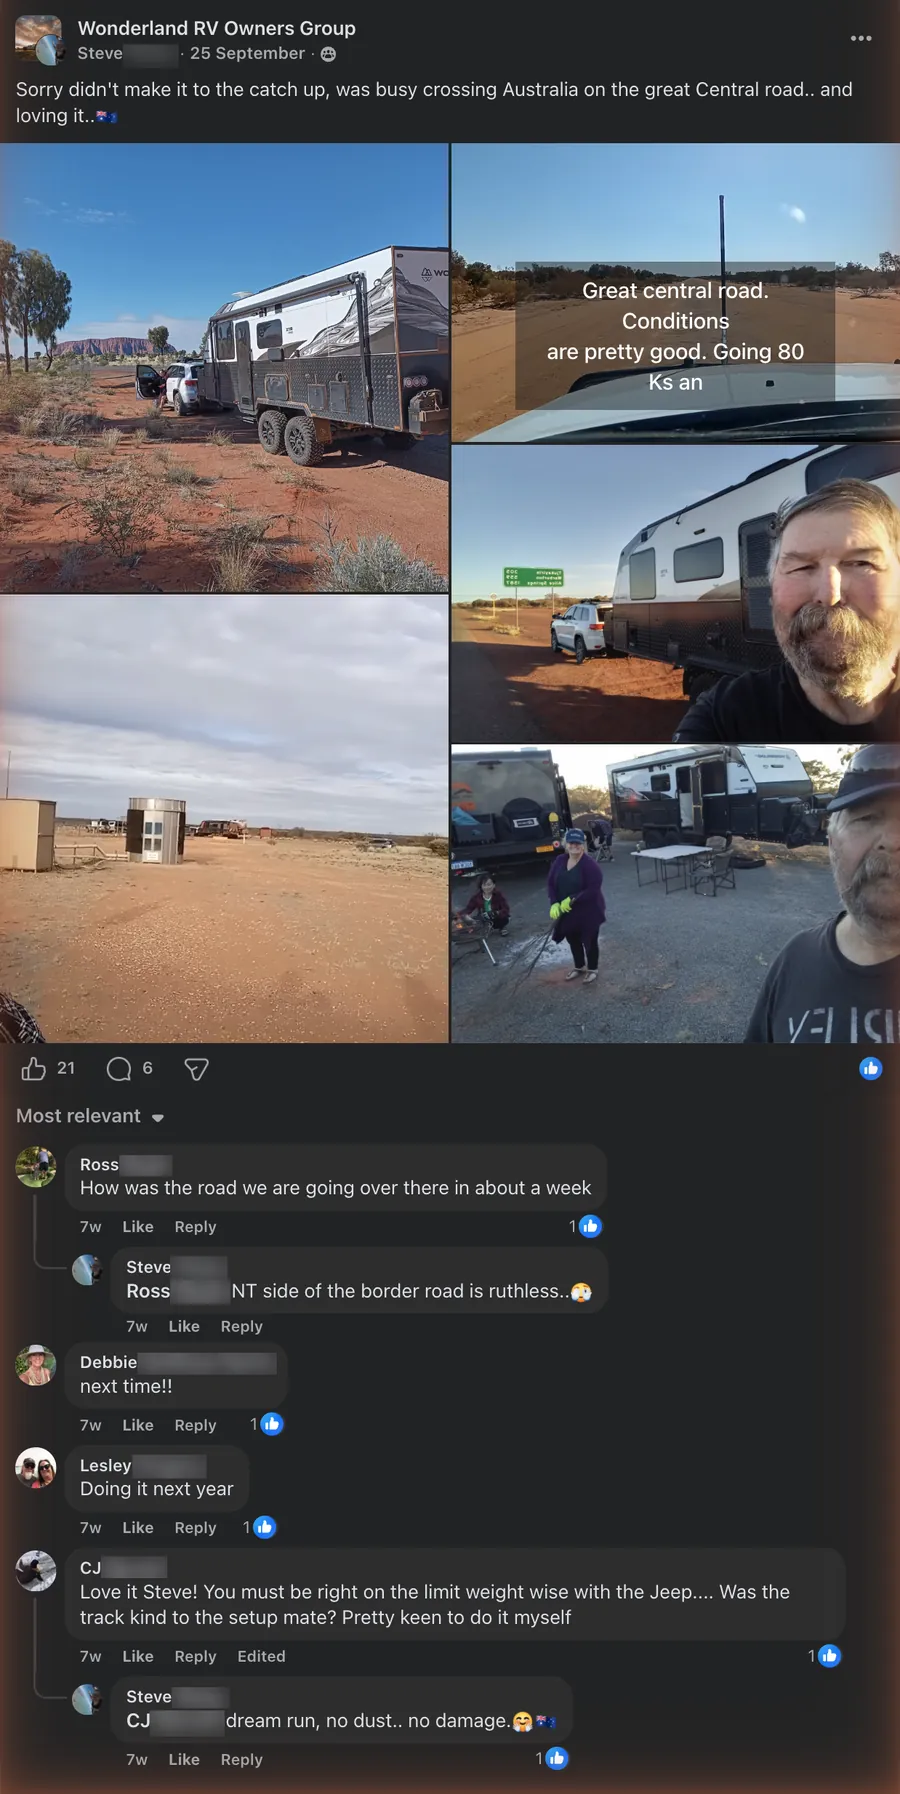 Wonderland RV Owners Group
Steve · 25 September ·
Sorry didn't make it to the catch up, was busy crossing Australia on the great Central road.. and
loving it..🇦🇺
WO
Great central road.
Conditions
are pretty good. Going 80
Ks an
21
6
Most relevant
Ross
How was the road we are going over there in about a week
7w Like Reply 1
Steve
Ross NT side of the border road is ruthless..🫣
7w Like Reply
Debbie
next time!!
7w Like Reply 1
Lesley
Doing it next year
7w Like Reply 1
CJ
Love it Steve! You must be right on the limit weight wise with the Jeep.... Was the
track kind to the setup mate? Pretty keen to do it myself
7w Like Reply Edited 1
Steve
CJ dream run, no dust.. no damage.🤗🇦🇺
7w Like Reply 1